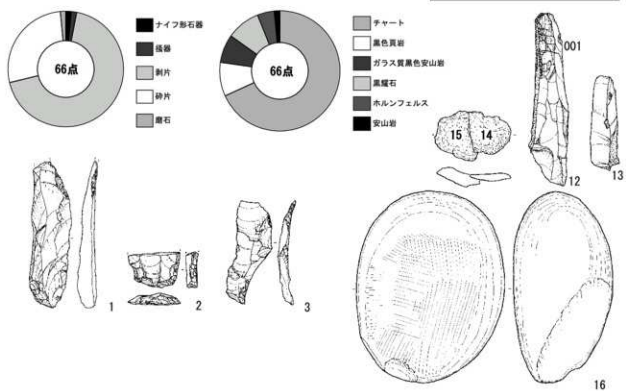 66点
ナイフ形石器
掻器
剥片
砕片
磨石
66点
チャート
黒色頁岩
ガラス質黒色安山岩
黒耀石
ホルンフェルス
安山岩
001
15 14
12
13
1
2
3
16